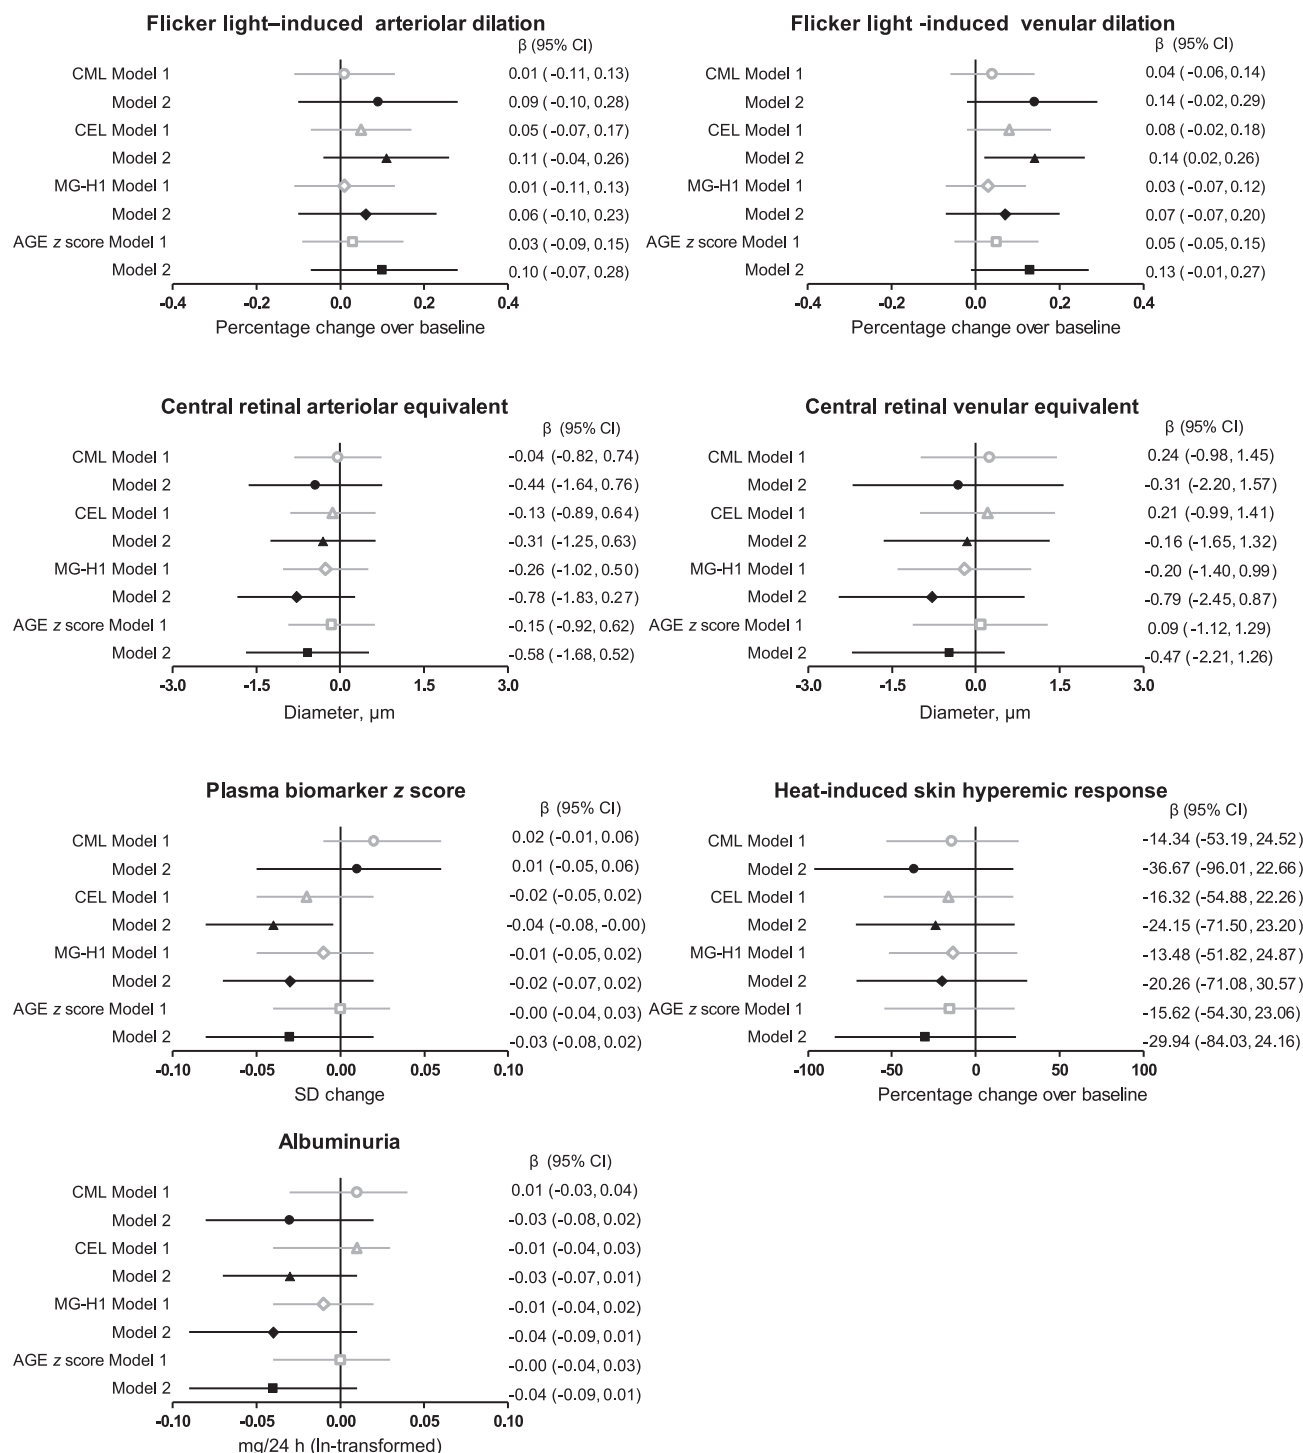 Flicker light–induced arteriolar dilation
β (95% CI)
CML Model 1 0.01 (-0.11, 0.13)
Model 2 0.09 (-0.10, 0.28)
CEL Model 1 0.05 (-0.07, 0.17)
Model 2 0.11 (-0.04, 0.26)
MG-H1 Model 1 0.01 (-0.11, 0.13)
Model 2 0.06 (-0.10, 0.23)
AGE z score Model 1 0.03 (-0.09, 0.15)
Model 2 0.10 (-0.07, 0.28)
-0.4 -0.2 0.0 0.2 0.4
Percentage change over baseline
Flicker light -induced venular dilation
β (95% CI)
CML Model 1 0.04 (-0.06, 0.14)
Model 2 0.14 (-0.02, 0.29)
CEL Model 1 0.08 (-0.02, 0.18)
Model 2 0.14 (0.02, 0.26)
MG-H1 Model 1 0.03 (-0.07, 0.12)
Model 2 0.07 (-0.07, 0.20)
AGE z score Model 1 0.05 (-0.05, 0.15)
Model 2 0.13 (-0.01, 0.27)
-0.4 -0.2 0.0 0.2 0.4
Percentage change over baseline
Central retinal arteriolar equivalent
β (95% CI)
CML Model 1 -0.04 (-0.82, 0.74)
Model 2 -0.44 (-1.64, 0.76)
CEL Model 1 -0.13 (-0.89, 0.64)
Model 2 -0.31 (-1.25, 0.63)
MG-H1 Model 1 -0.26 (-1.02, 0.50)
Model 2 -0.78 (-1.83, 0.27)
AGE z score Model 1 -0.15 (-0.92, 0.62)
Model 2 -0.58 (-1.68, 0.52)
-3.0 -1.5 0.0 1.5 3.0
Diameter, µm
Central retinal venular equivalent
β (95% CI)
CML Model 1 0.24 (-0.98, 1.45)
Model 2 -0.31 (-2.20, 1.57)
CEL Model 1 0.21 (-0.99, 1.41)
Model 2 -0.16 (-1.65, 1.32)
MG-H1 Model 1 -0.20 (-1.40, 0.99)
Model 2 -0.79 (-2.45, 0.87)
AGE z score Model 1 0.09 (-1.12, 1.29)
Model 2 -0.47 (-2.21, 1.26)
-3.0 -1.5 0.0 1.5 3.0
Diameter, µm
Plasma biomarker z score
β (95% CI)
CML Model 1 0.02 (-0.01, 0.06)
Model 2 0.01 (-0.05, 0.06)
CEL Model 1 -0.02 (-0.05, 0.02)
Model 2 -0.04 (-0.08, -0.00)
MG-H1 Model 1 -0.01 (-0.05, 0.02)
Model 2 -0.02 (-0.07, 0.02)
AGE z score Model 1 -0.00 (-0.04, 0.03)
Model 2 -0.03 (-0.08, 0.02)
-0.10 -0.05 0.00 0.05 0.10
SD change
Heat-induced skin hyperemic response
β (95% CI)
CML Model 1 -14.34 (-53.19, 24.52)
Model 2 -36.67 (-96.01, 22.66)
CEL Model 1 -16.32 (-54.88, 22.26)
Model 2 -24.15 (-71.50, 23.20)
MG-H1 Model 1 -13.48 (-51.82, 24.87)
Model 2 -20.26 (-71.08, 30.57)
AGE z score Model 1 -15.62 (-54.30, 23.06)
Model 2 -29.94 (-84.03, 24.16)
-100 -50 0 50 100
Percentage change over baseline
Albuminuria
β (95% CI)
CML Model 1 0.01 (-0.03, 0.04)
Model 2 -0.03 (-0.08, 0.02)
CEL Model 1 -0.01 (-0.04, 0.03)
Model 2 -0.03 (-0.07, 0.01)
MG-H1 Model 1 -0.01 (-0.04, 0.02)
Model 2 -0.04 (-0.09, 0.01)
AGE z score Model 1 -0.00 (-0.04, 0.03)
Model 2 -0.04 (-0.09, 0.01)
-0.10 -0.05 0.00 0.05 0.10
mg/24 h (ln-transformed)